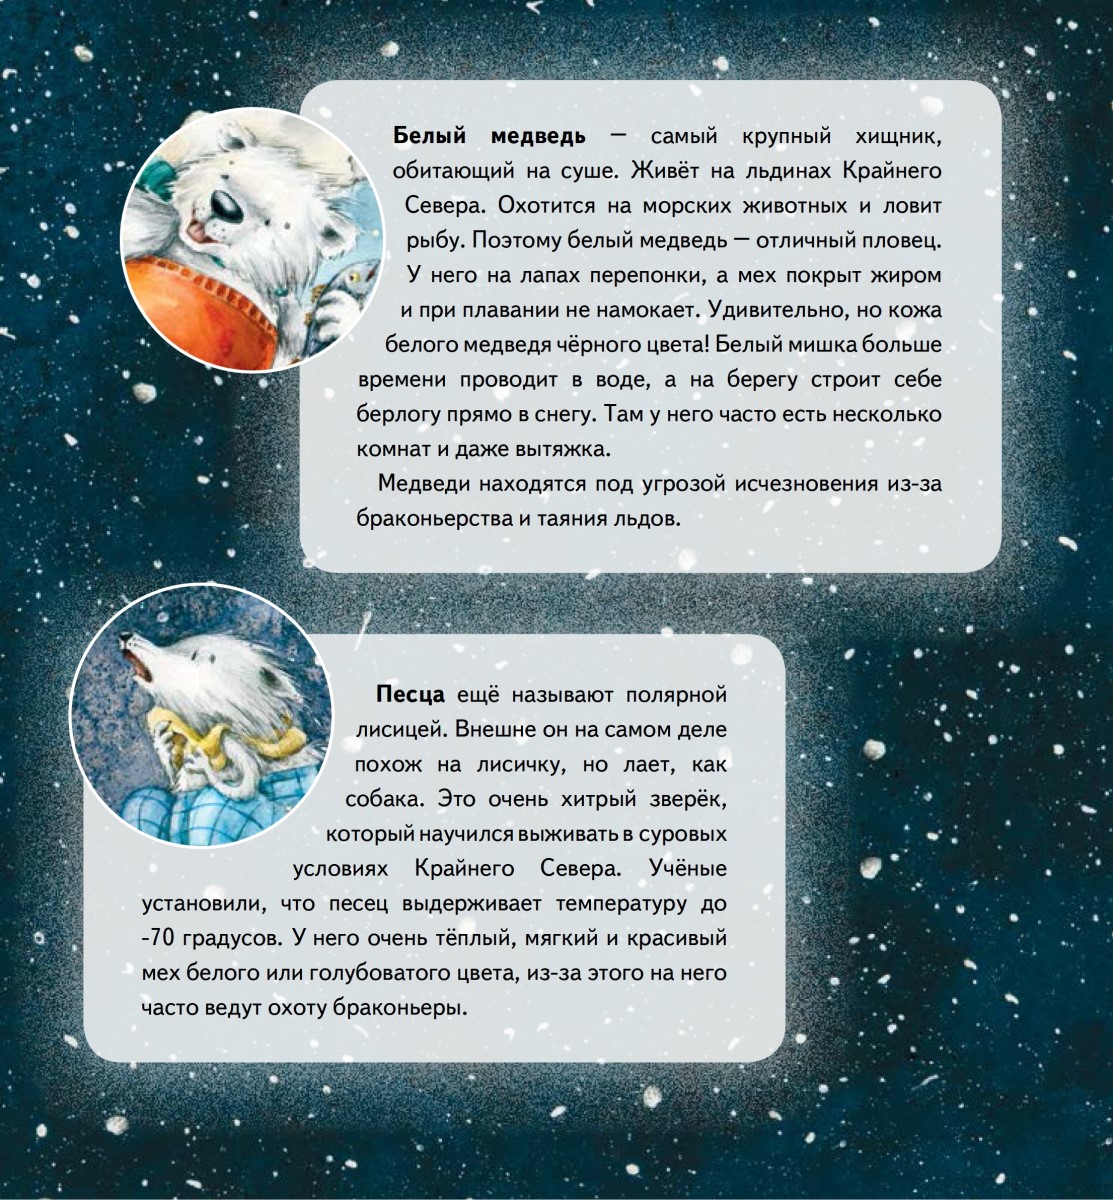 Белый медведь — самый крупный хищник,
обитающий на суше. Живёт на льдинах Крайнего
Севера. Охотится на морских животных и ловит
рыбу. Поэтому белый медведь — отличный пловец.
У него на лапах перепонки, а мех покрыт жиром
и при плавании не намокает. Удивительно, но кожа
белого медведя чёрного цвета! Белый мишка больше
времени проводит в воде, а на берегу строит себе
берлогу прямо в снегу. Там у него часто есть несколько
комнат и даже вытяжка.
Медведи находятся под угрозой исчезновения из-за
браконьерства и таяния льдов.
Песца ещё называют полярной
лисицей. Внешне он на самом деле
похож на лисичку, но лает, как
собака. Это очень хитрый зверёк,
который научился выживать в суровых
условиях Крайнего Севера. Учёные
установили, что песец выдерживает температуру до
-70 градусов. У него очень тёплый, мягкий и красивый
мех белого или голубоватого цвета, из-за этого на него
часто ведут охоту браконьеры.